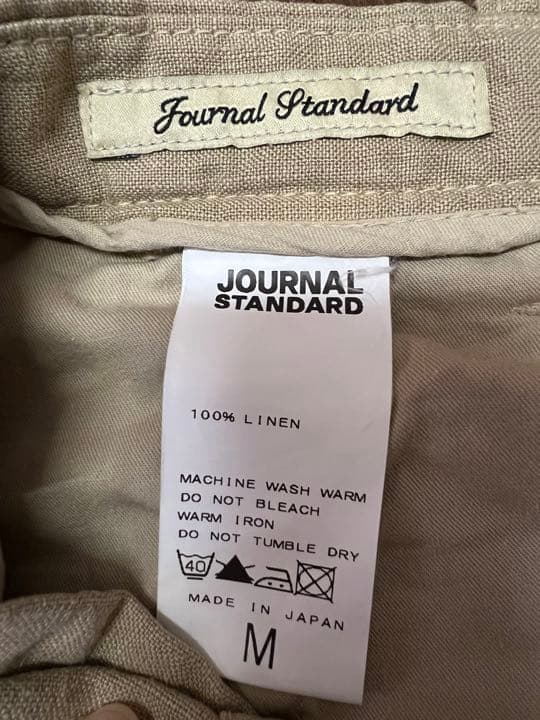 Journal Standard
JOURNAL
STANDARD
100% LINEN
MACHINE WASH WARM
DO NOT BLEACH
WARM IRON
DO NOT TUMBLE DRY
40
MADE IN JAPAN
M